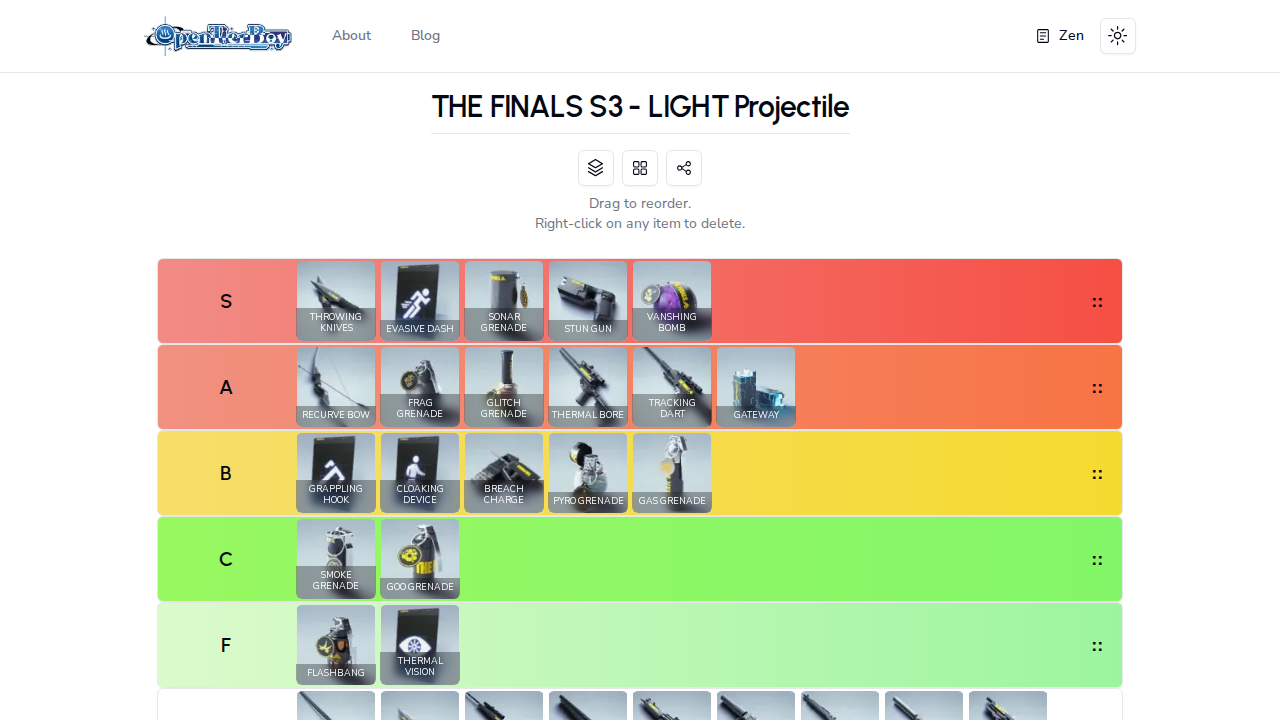 OpenTierBoy
About
Blog
Zen
THE FINALS S3 - LIGHT Projectile
Drag to reorder.
Right-click on any item to delete.
S
THROWING
KNIVES
EVASIVE DASH
SONAR
GRENADE
STUN GUN
VANSHING
BOMB
A
RECURVE BOW
FRAG
GRENADE
GLITCH
GRENADE
THERMAL BORE
TRACKING
DART
GATEWAY
B
GRAPPLING
HOOK
CLOAKING
DEVICE
BREACH
CHARGE
PYRO GRENADE
GAS GRENADE
C
SMOKE
GRENADE
GOO GRENADE
F
FLASHBANG
THERMAL
VISION